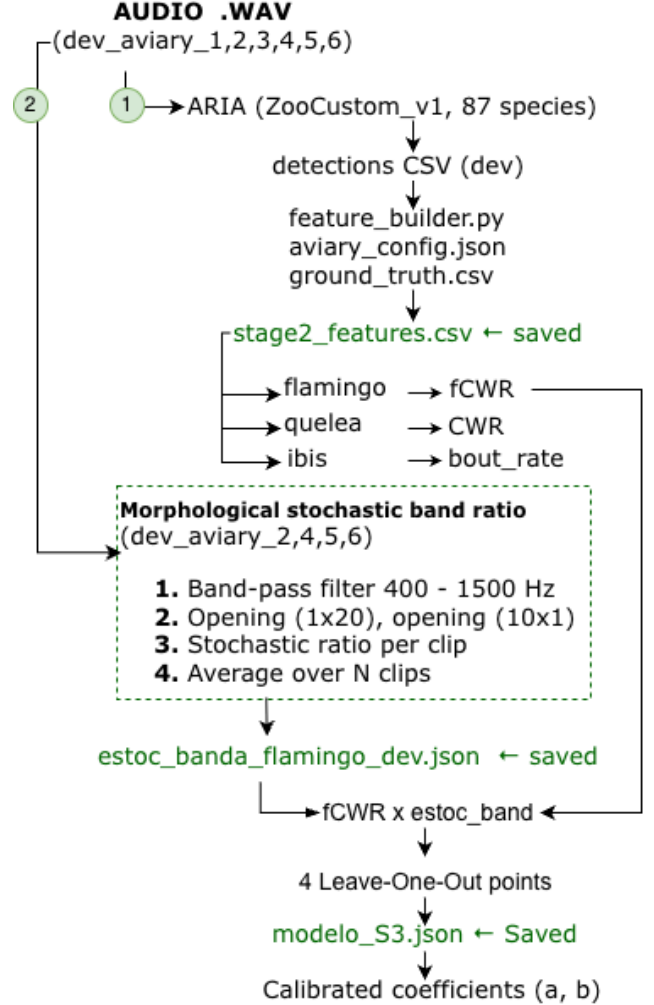 AUDIO .WAV
(dev_aviary_1,2,3,4,5,6)
2
1
ARIA (ZooCustom_v1, 87 species)
detections CSV (dev)
feature_builder.py
aviary_config.json
ground_truth.csv
stage2_features.csv ← saved
flamingo → fCWR
quelea → CWR
ibis → bout_rate
Morphological stochastic band ratio
(dev_aviary_2,4,5,6)
1. Band-pass filter 400 - 1500 Hz
2. Opening (1x20), opening (10x1)
3. Stochastic ratio per clip
4. Average over N clips
estoc_banda_flamingo_dev.json ← saved
fCWR x estoc_band
4 Leave-One-Out points
modelo_S3.json ← Saved
Calibrated coefficients (a, b)